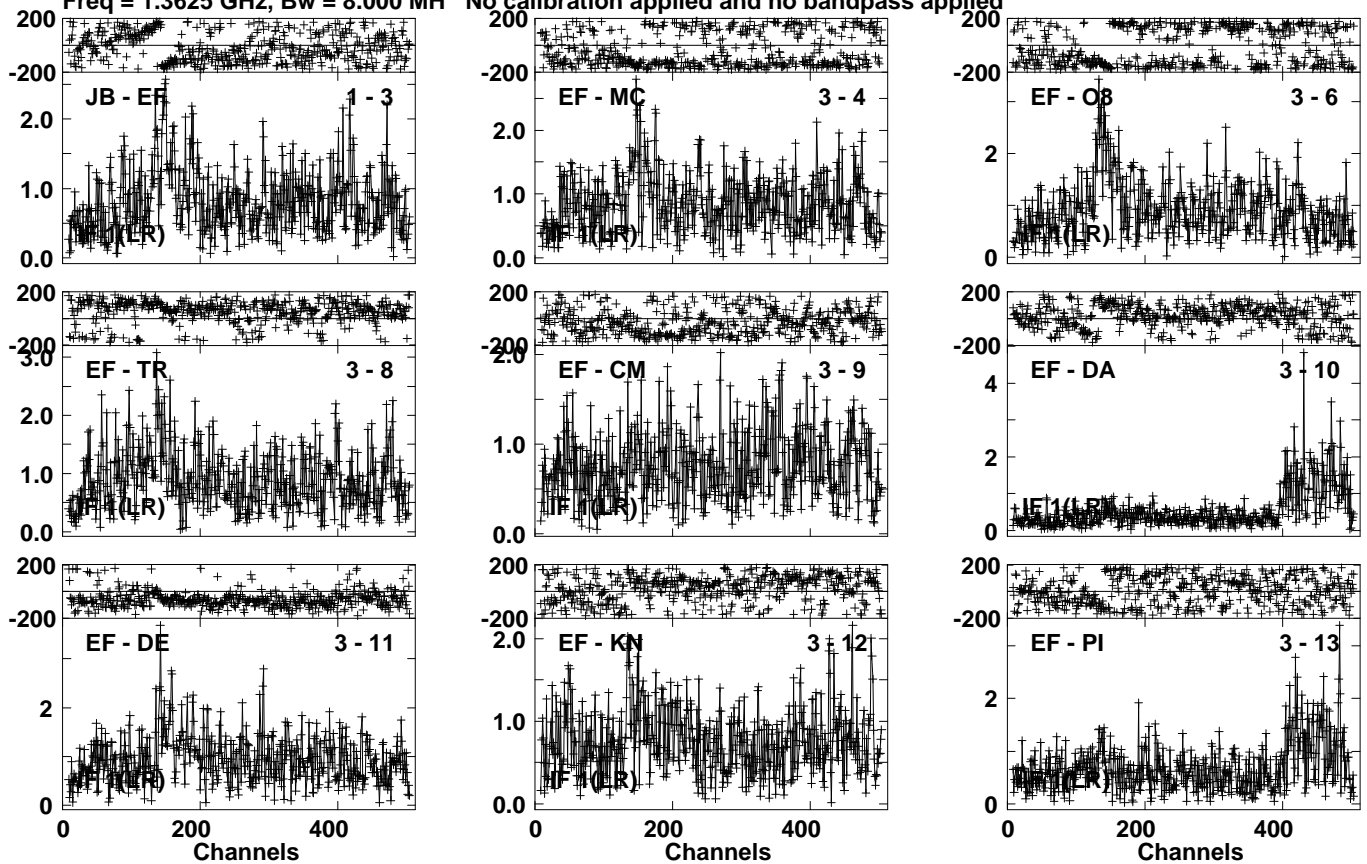 Freq = 1.3625 GHz, Bw = 8.000 MH No calibration applied and no bandpass applied
200
-200
JB - EF 1 - 3
2.0
1.0
0.0
IF 1(LR)
200
-200
EF - MC 3 - 4
2.0
1.0
0.0
IF 1(LR)
200
-200
EF - O8 3 - 6
2
0
IF 1(LR)
200
-200
EF - TR 3 - 8
3.0
2.0
1.0
0.0
IF 1(LR)
200
-200
EF - CM 3 - 9
2.0
1.0
0.0
IF 1(LR)
200
-200
EF - DA 3 - 10
4
2
0
IF 1(LR)
200
-200
EF - DE 3 - 11
2
0
IF 1(LR)
0 200 400
Channels
200
-200
EF - KN 3 - 12
2.0
1.0
0.0
IF 1(LR)
200
-200
EF - PI 3 - 13
2
0
IF 1(LR)
0 200 400
Channels